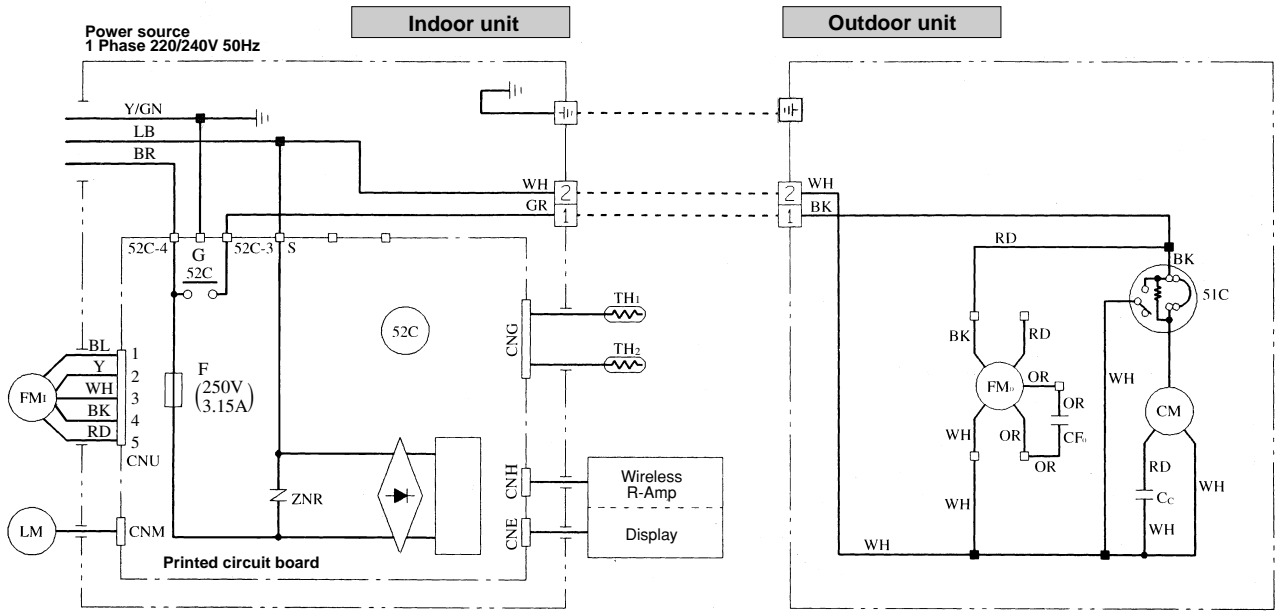 Indoor unit
Outdoor unit
Power source
1 Phase 220/240V 50Hz
Y/GN
LB
BR
WH
2
GR
1
2
WH
1
BK
RD
BK
51C
52C-4
G
52C-3
S
52C
52C
TH1
TH2
CNG
BK
RD
FMO
OR
OR
CFO
OR
OR
WH
WH
WH
CM
RD
CC
WH
WH
WH
BL
Y
WH
BK
RD
1
2
3
4
5
FMI
CNU
F
(250V
3.15A)
ZNR
CNH
CNE
Wireless
R-Amp
Display
LM
CNM
Printed circuit board